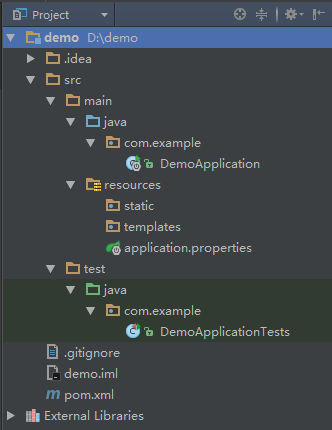 Project
demo D:\demo
.idea
src
main
java
com.example
DemoApplication
resources
static
templates
application.properties
test
java
com.example
DemoApplicationTests
.gitignore
demo.iml
m pom.xml
External Libraries